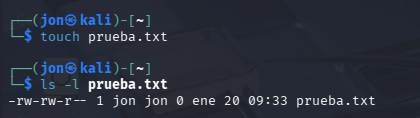 ┌──(jon㉿kali)-[~]
└─$ touch prueba.txt
┌──(jon㉿kali)-[~]
└─$ ls -l prueba.txt
-rw-rw-r-- 1 jon jon 0 ene 20 09:33 prueba.txt